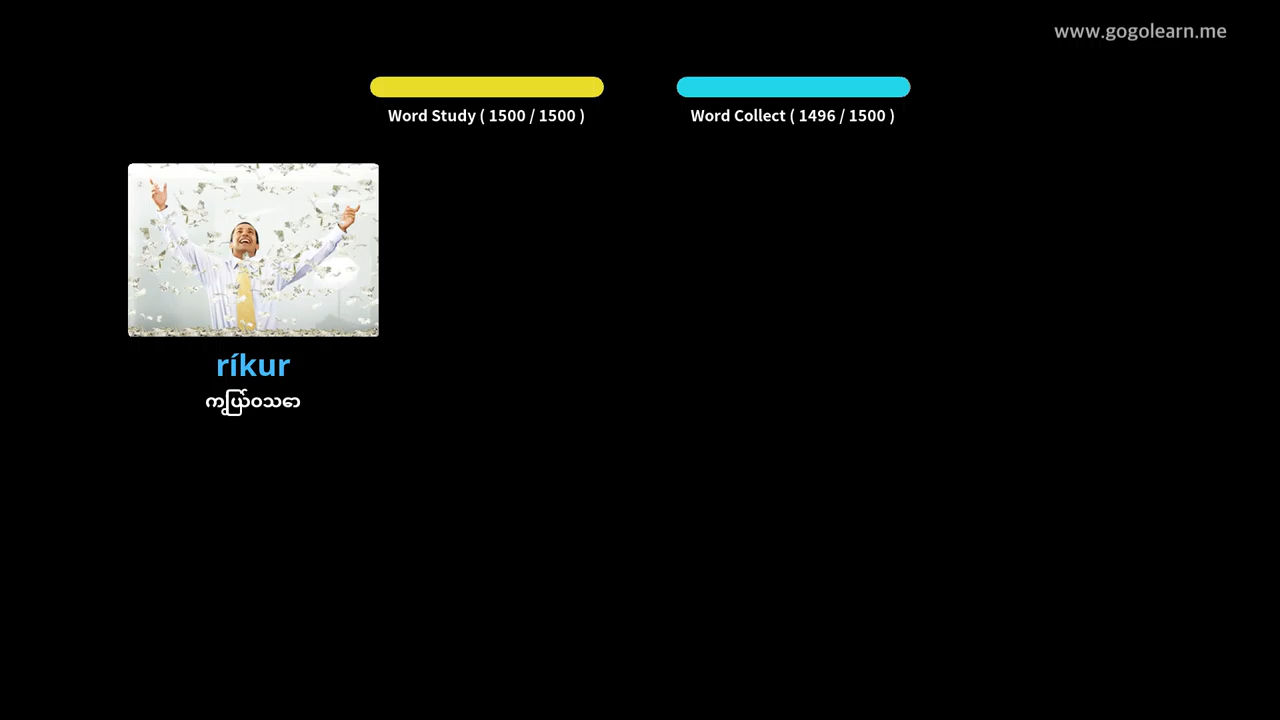 www.gogolearn.me
Word Study ( 1500 / 1500 )
Word Collect ( 1496 / 1500 )
ríkur
ကြွယ်ဝသော